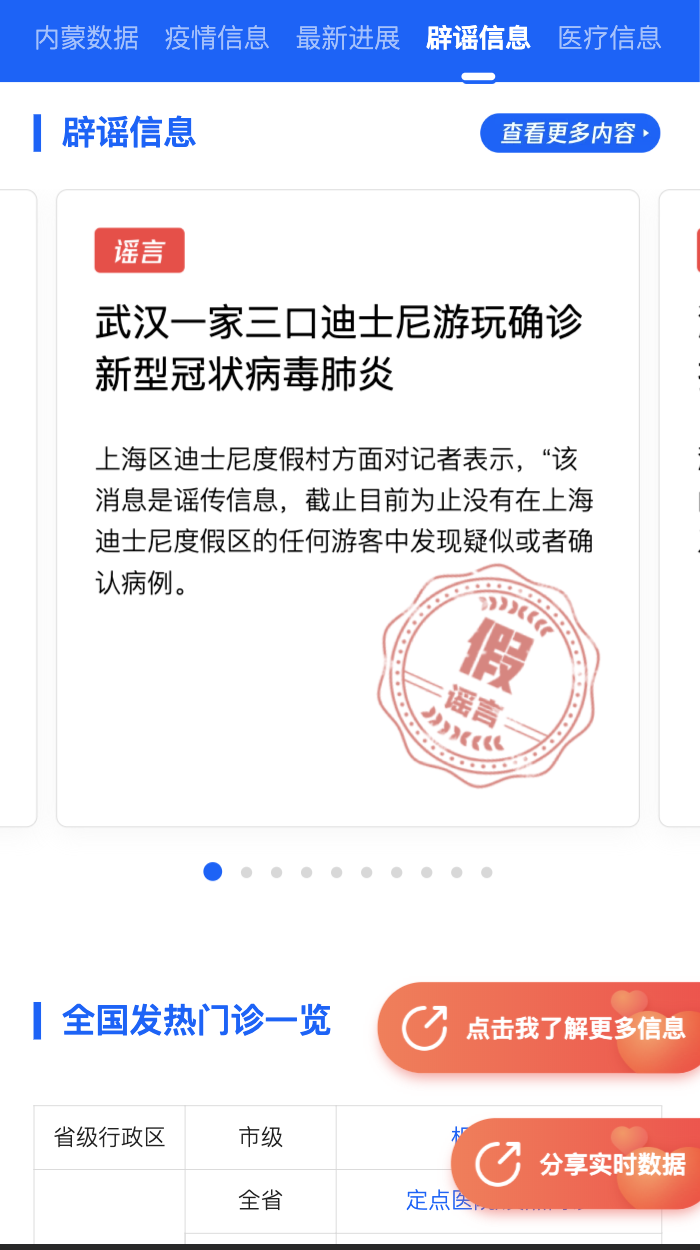 内蒙数据 疫情信息 最新进展 辟谣信息 医疗信息
辟谣信息
查看更多内容
谣言
武汉一家三口迪士尼游玩确诊
新型冠状病毒肺炎
上海区迪士尼度假村方面对记者表示，“该
消息是谣传信息，截止目前为止没有在上海
迪士尼度假区的任何游客中发现疑似或者确
认病例。
假
谣言
全国发热门诊一览
点击我了解更多信息
省级行政区 市级
分享实时数据
全省 定点医